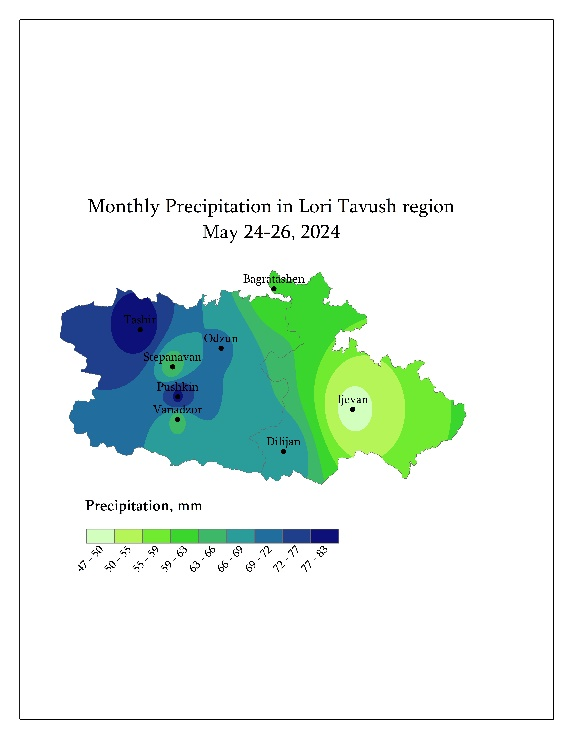 Monthly Precipitation in Lori Tavush region
May 24-26, 2024
Bagratashen
Tashir
Odzun
Stepanavan
Pushkin
Vanadzor
Ijevan
Dilijan
Precipitation, mm
47 - 50
50 - 55
55 - 59
59 - 63
63 - 66
66 - 69
69 - 72
72 - 77
77 - 83